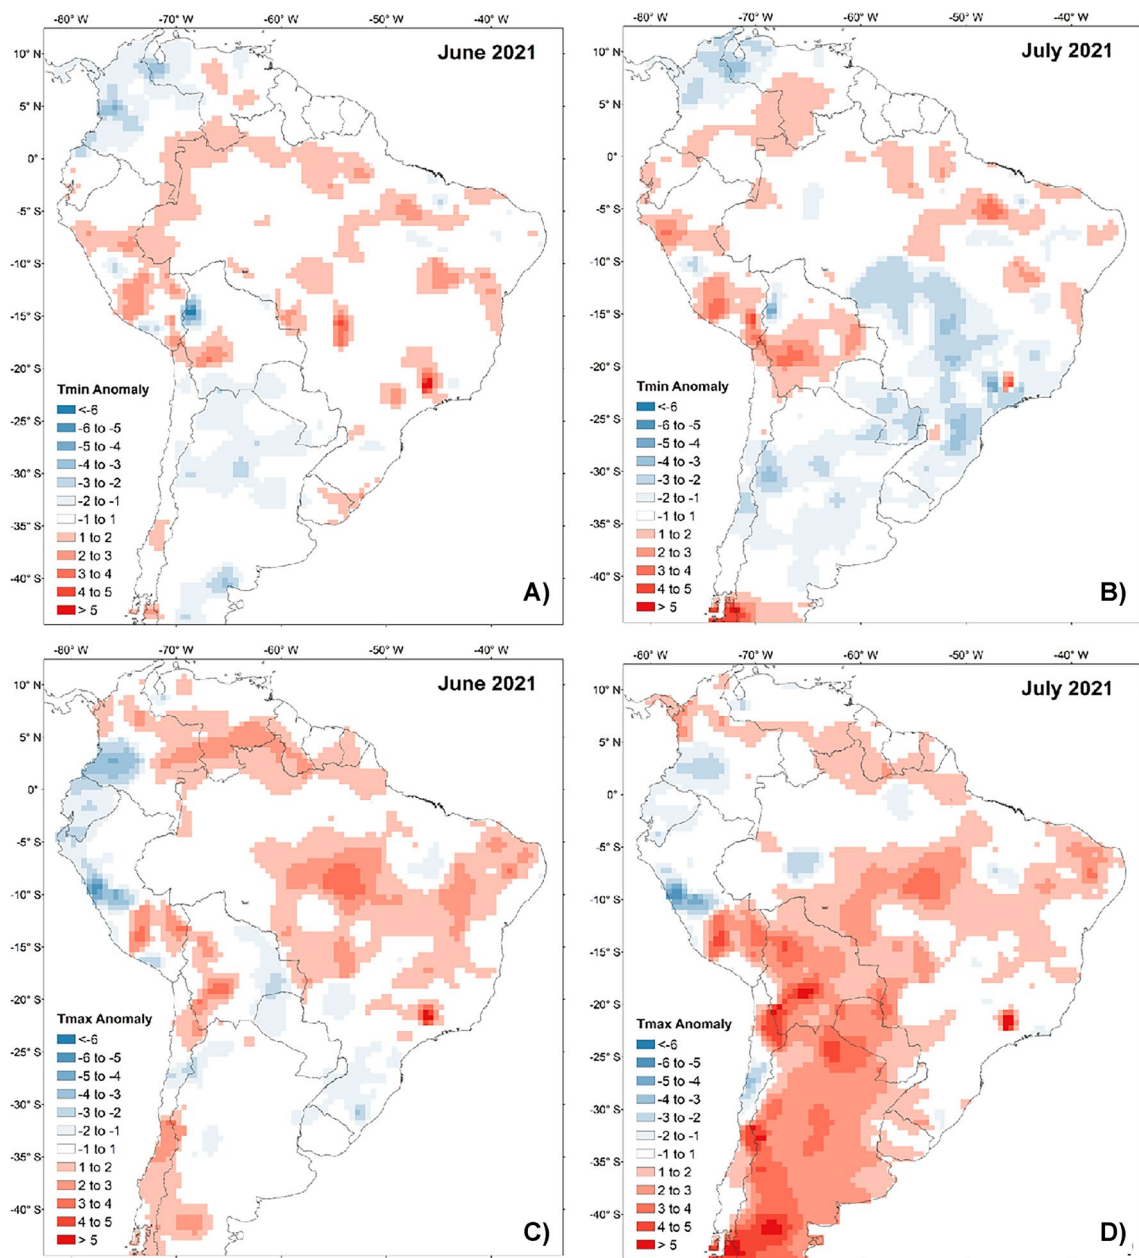 -80° W -70° W -60° W -50° W -40° W
June 2021
10° N
5° N
0°
-5° S
-10° S
-15° S
-20° S
-25° S
-30° S
-35° S
-40° S
Tmin Anomaly
<-6
-6 to -5
-5 to -4
-4 to -3
-3 to -2
-2 to -1
-1 to 1
1 to 2
2 to 3
3 to 4
4 to 5
> 5
A)
-80° W -70° W -60° W -50° W -40° W
July 2021
10° N
5° N
0°
-5° S
-10° S
-15° S
-20° S
-25° S
-30° S
-35° S
-40° S
Tmin Anomaly
<-6
-6 to -5
-5 to -4
-4 to -3
-3 to -2
-2 to -1
-1 to 1
1 to 2
2 to 3
3 to 4
4 to 5
> 5
B)
-80° W -70° W -60° W -50° W -40° W
June 2021
10° N
5° N
0°
-5° S
-10° S
-15° S
-20° S
-25° S
-30° S
-35° S
-40° S
Tmax Anomaly
<-6
-6 to -5
-5 to -4
-4 to -3
-3 to -2
-2 to -1
-1 to 1
1 to 2
2 to 3
3 to 4
4 to 5
> 5
C)
-80° W -70° W -60° W -50° W -40° W
July 2021
10° N
5° N
0°
-5° S
-10° S
-15° S
-20° S
-25° S
-30° S
-35° S
-40° S
Tmax Anomaly
<-6
-6 to -5
-5 to -4
-4 to -3
-3 to -2
-2 to -1
-1 to 1
1 to 2
2 to 3
3 to 4
4 to 5
> 5
D)